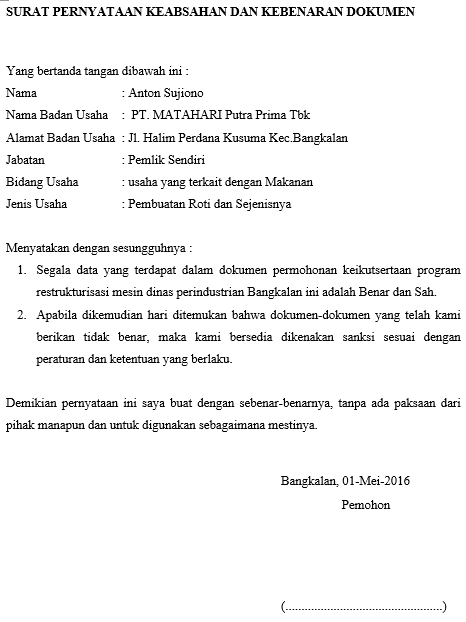 SURAT PERNYATAAN KEABSAHAN DAN KEBENARAN DOKUMEN
Yang bertanda tangan dibawah ini :
Nama : Anton Sujiono
Nama Badan Usaha : PT. MATAHARI Putra Prima Tbk
Alamat Badan Usaha : Jl. Halim Perdana Kusuma Kec.Bangkalan
Jabatan : Pemlik Sendiri
Bidang Usaha : usaha yang terkait dengan Makanan
Jenis Usaha : Pembuatan Roti dan Sejenisnya
Menyatakan dengan sesungguhnya :
1. Segala data yang terdapat dalam dokumen permohonan keikutsertaan program
restrukturisasi mesin dinas perindustrian Bangkalan ini adalah Benar dan Sah.
2. Apabila dikemudian hari ditemukan bahwa dokumen-dokumen yang telah kami
berikan tidak benar, maka kami bersedia dikenakan sanksi sesuai dengan
peraturan dan ketentuan yang berlaku.
Demikian pernyataan ini saya buat dengan sebenar-benarnya, tanpa ada paksaan dari
pihak manapun dan untuk digunakan sebagaimana mestinya.
Bangkalan, 01-Mei-2016
Pemohon
(.................................................)